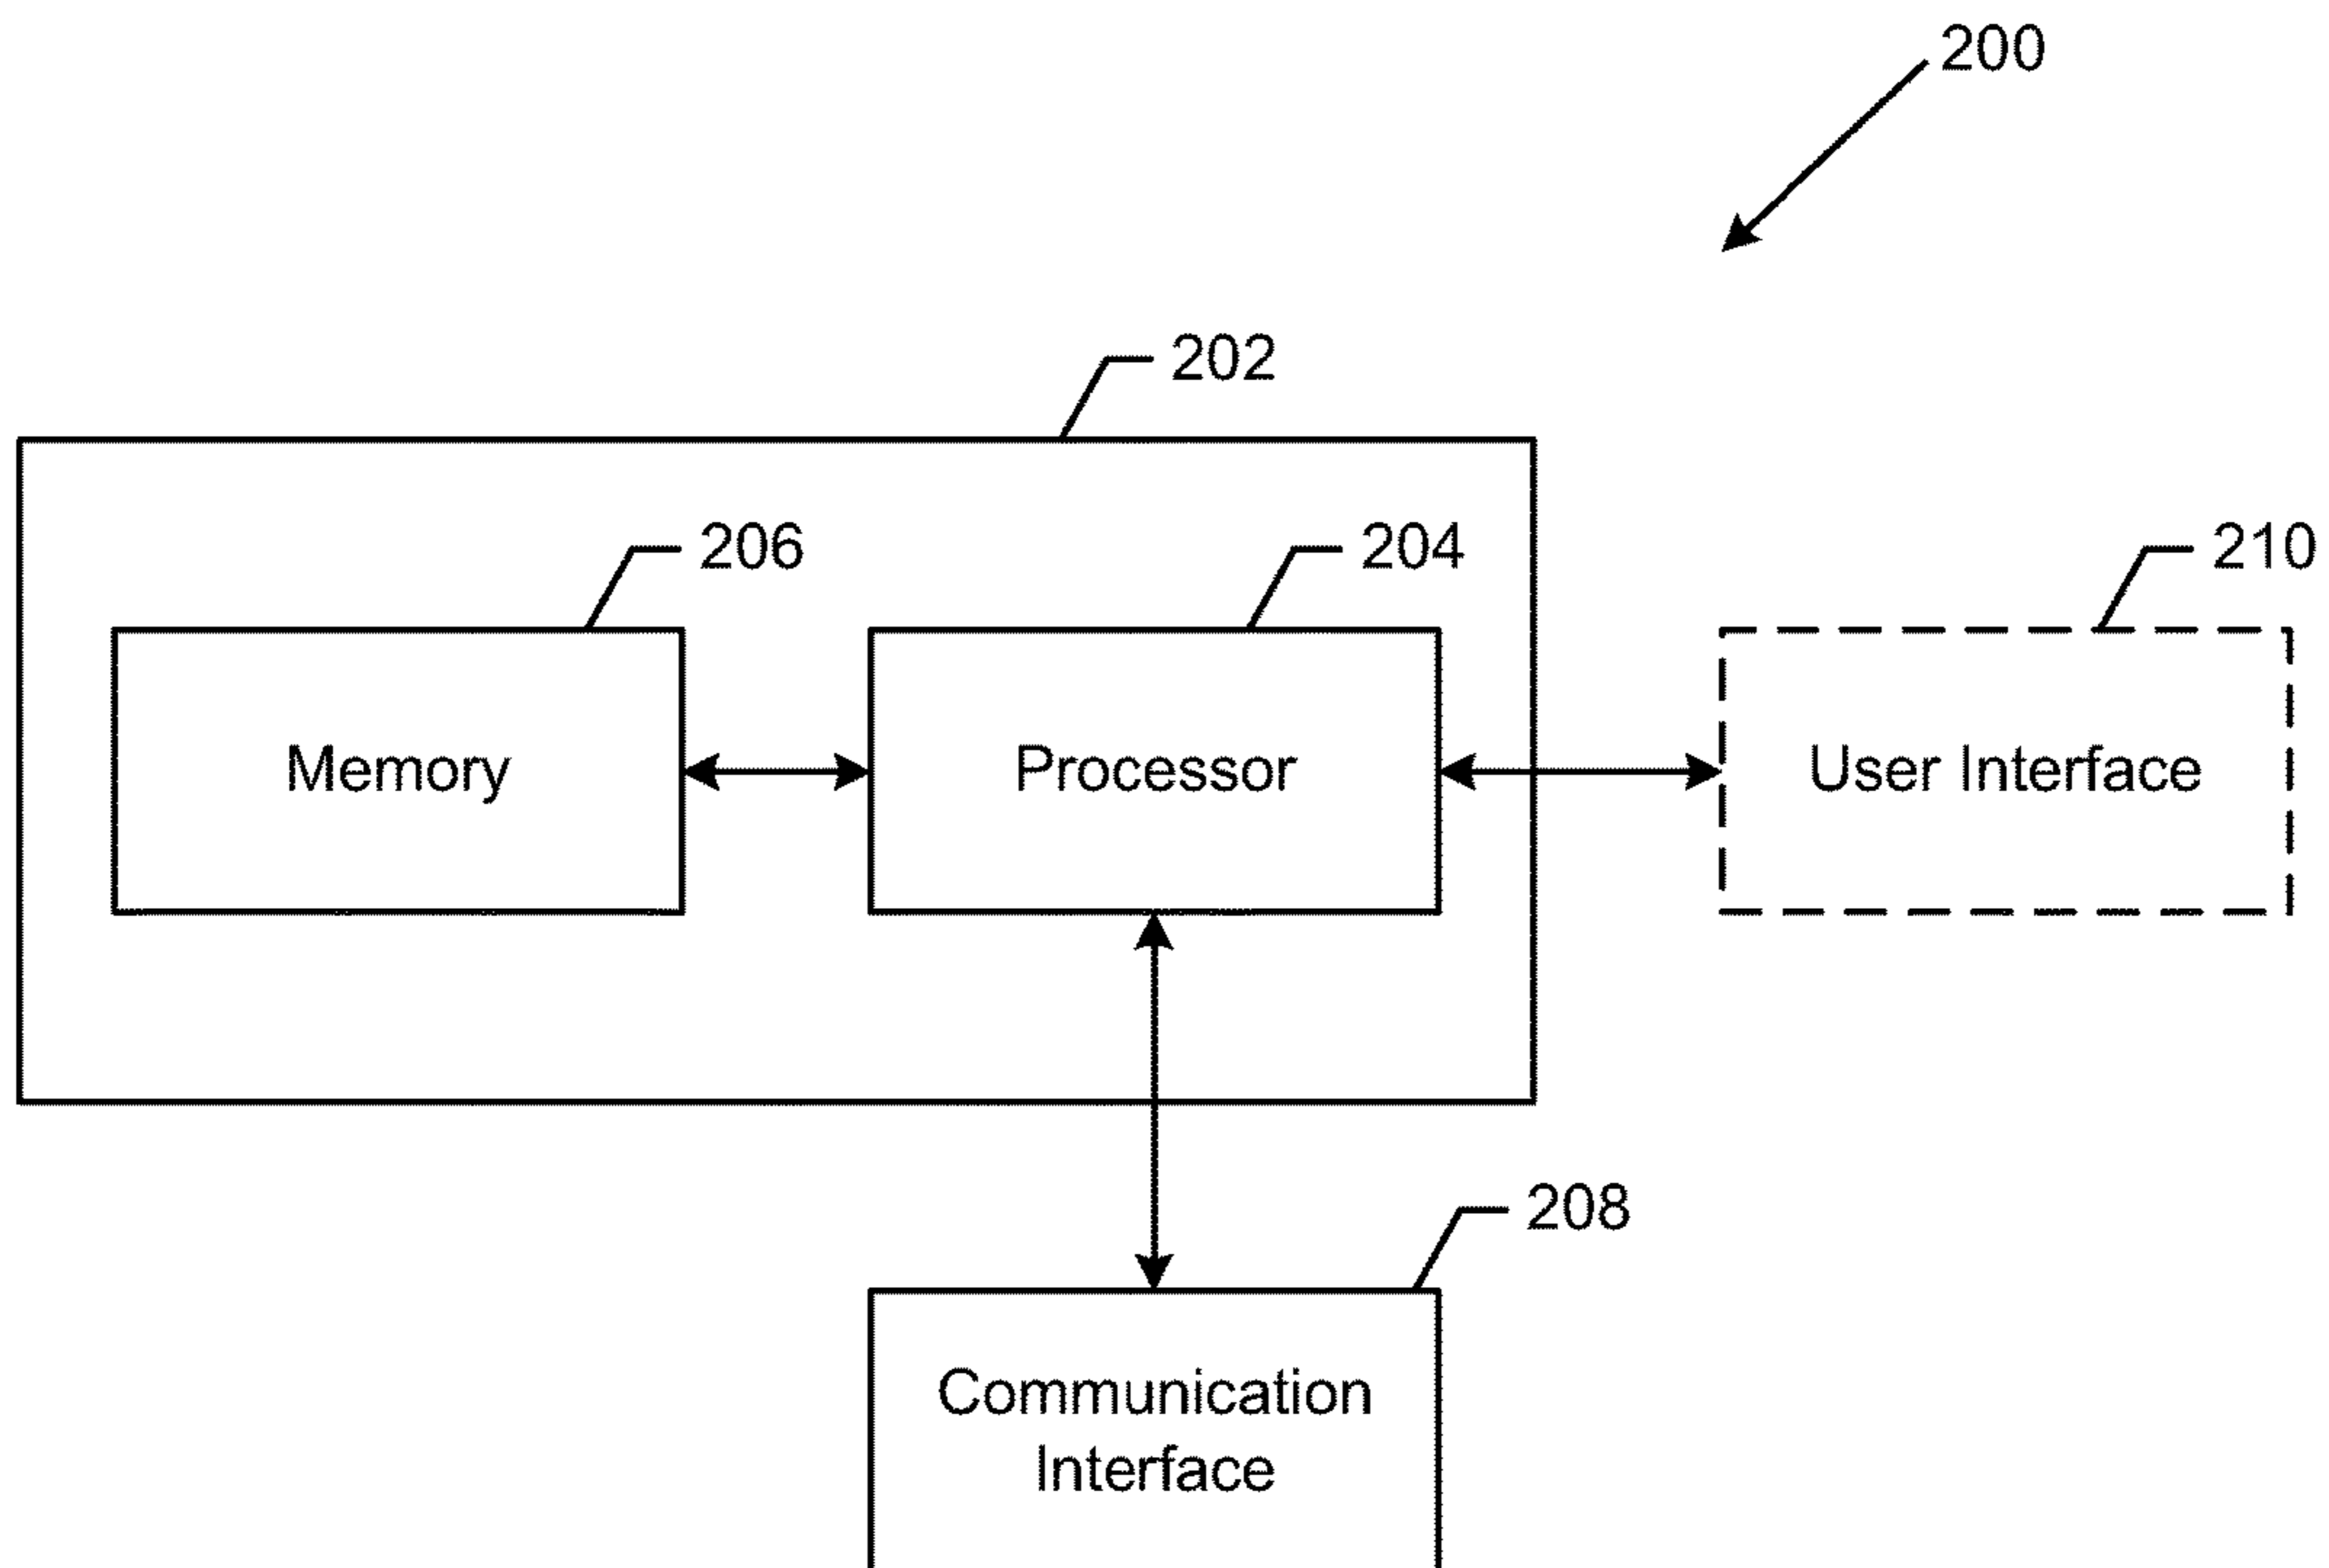 200
202
206
204
210
Memory
Processor
User Interface
208
Communication
Interface